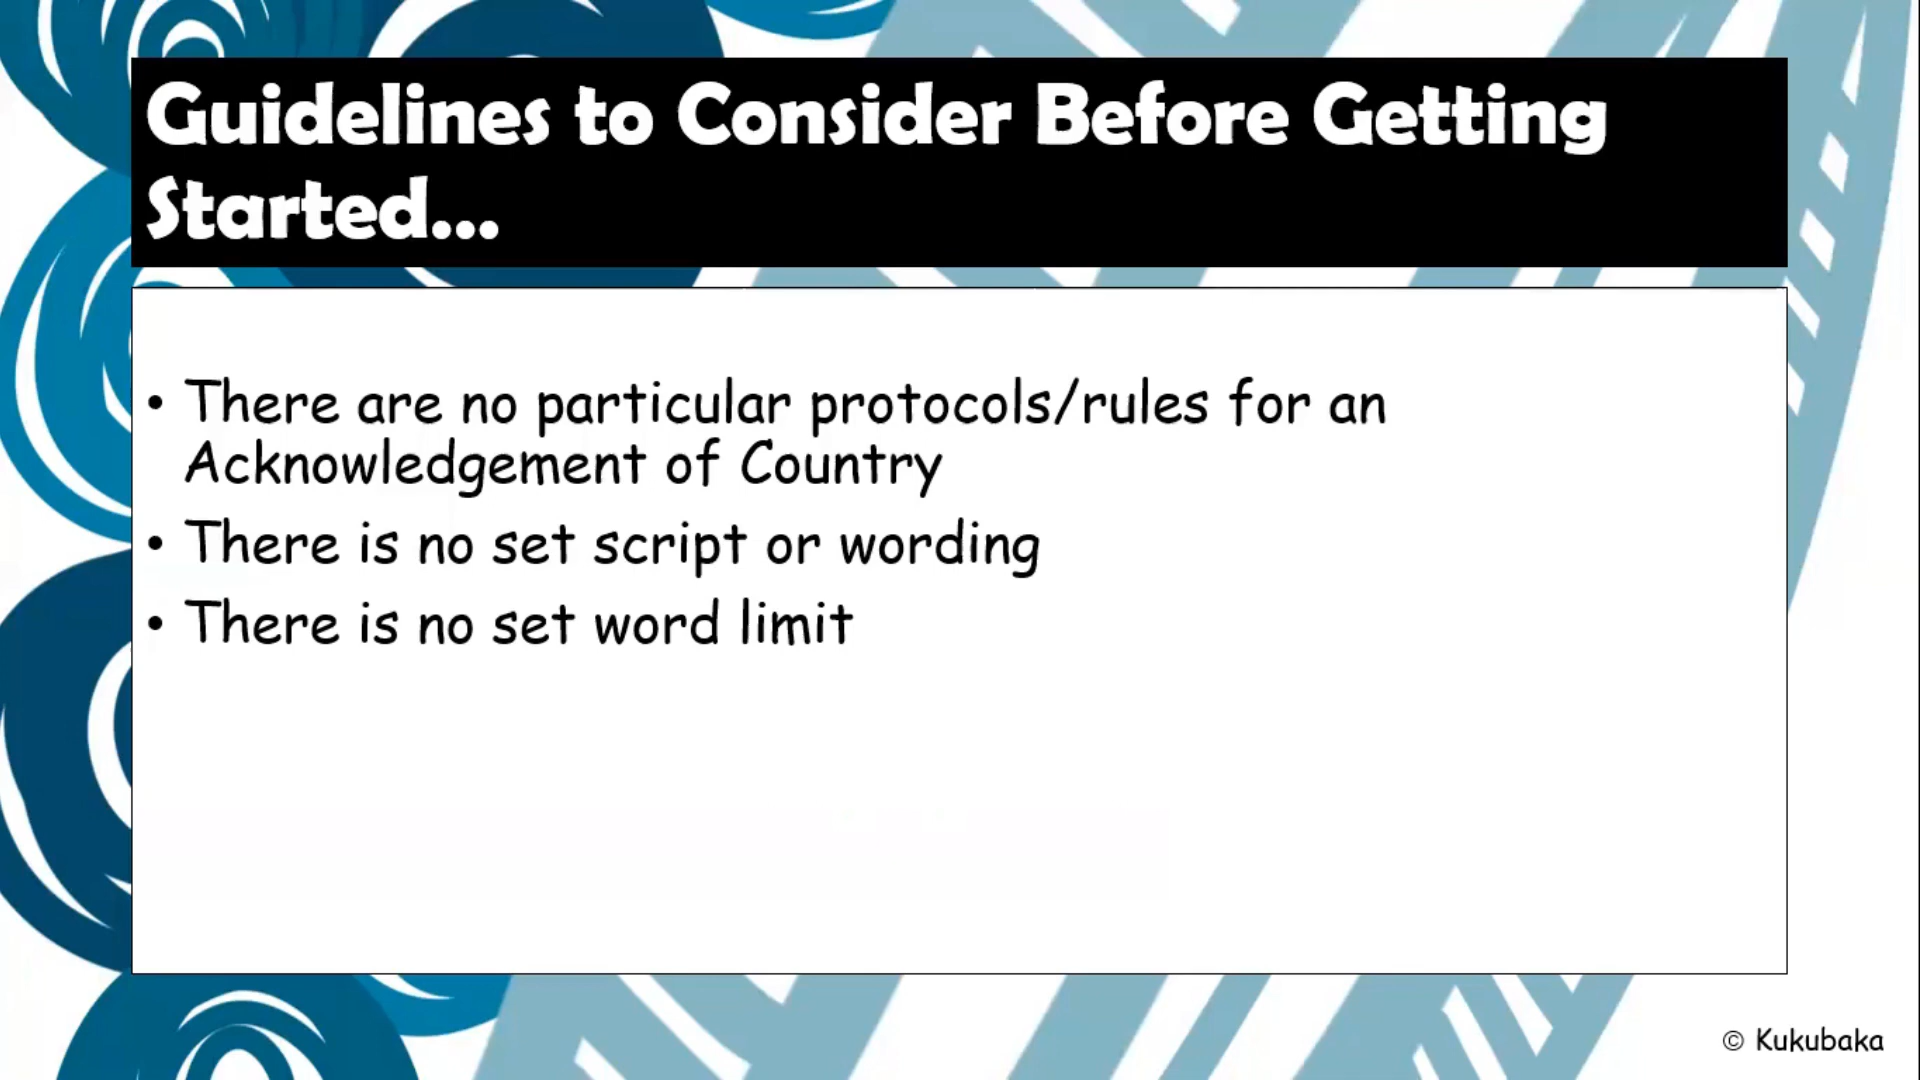 Guidelines to Consider Before Getting
Started...
• There are no particular protocols/rules for an
Acknowledgement of Country
• There is no set script or wording
• There is no set word limit
© Kukubaka